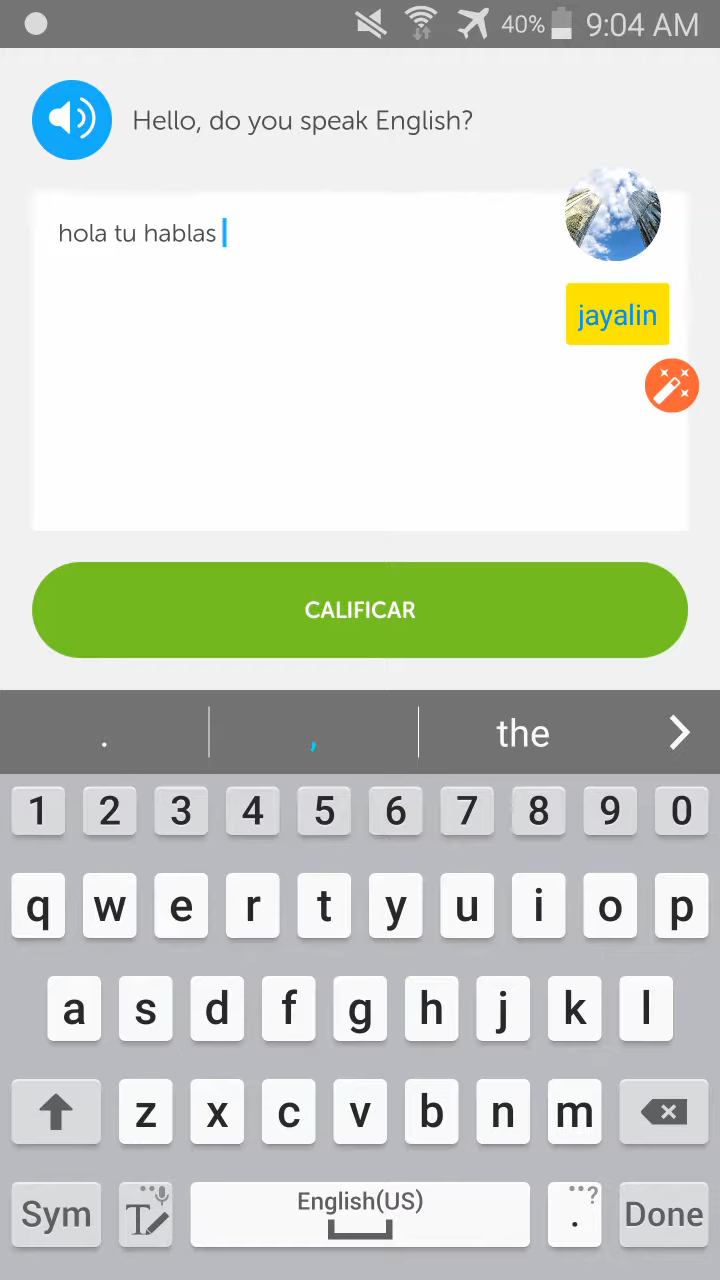 40% 9:04 AM
Hello, do you speak English?
hola tu hablas
jayalin
CALIFICAR
. , the
1 2 3 4 5 6 7 8 9 0
q w e r t y u i o p
a s d f g h j k l
z x c v b n m
Sym T English(US) . ? Done